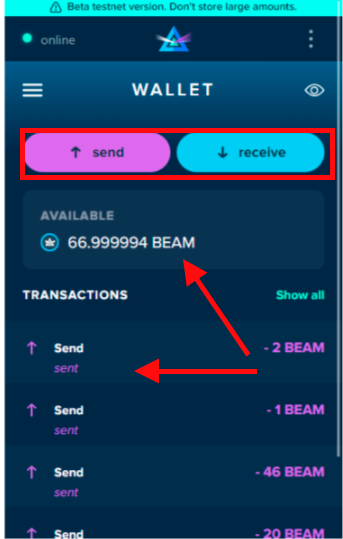 Beta testnet version. Don't store large amounts.
online
WALLET
↑ send ↓ receive
AVAILABLE
66.999994 BEAM
TRANSACTIONS Show all
↑ Send - 2 BEAM
sent
↑ Send - 1 BEAM
sent
↑ Send - 46 BEAM
sent
↑ Send - 20 BEAM